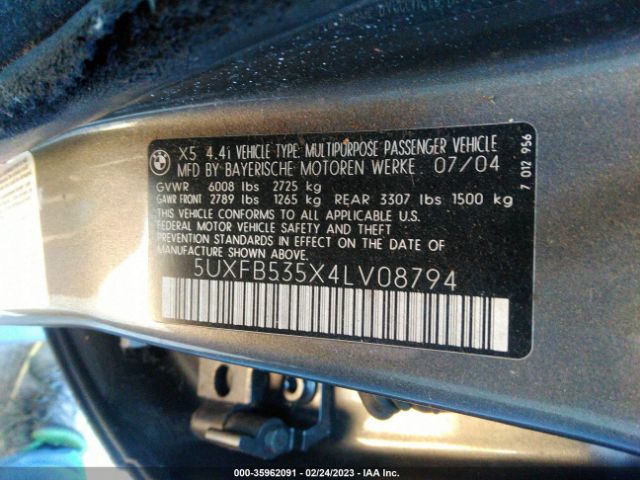 BMW
X5 4.4i VEHICLE TYPE: MULTIPURPOSE PASSENGER VEHICLE
MFD BY BAYERISCHE MOTOREN WERKE 07/04
GVWR 6008 lbs 2725 kg
GAWR FRONT 2789 lbs 1265 kg REAR 3307 lbs 1500 kg
THIS VEHICLE CONFORMS TO ALL APPLICABLE U.S.
FEDERAL MOTOR VEHICLE SAFETY AND THEFT
PREVENTION STANDARDS IN EFFECT ON THE DATE OF
MANUFACTURE SHOWN ABOVE.
5UXFB535X4LV08794
7 012 956
000-35962091 - 02/24/2023 - IAA Inc.